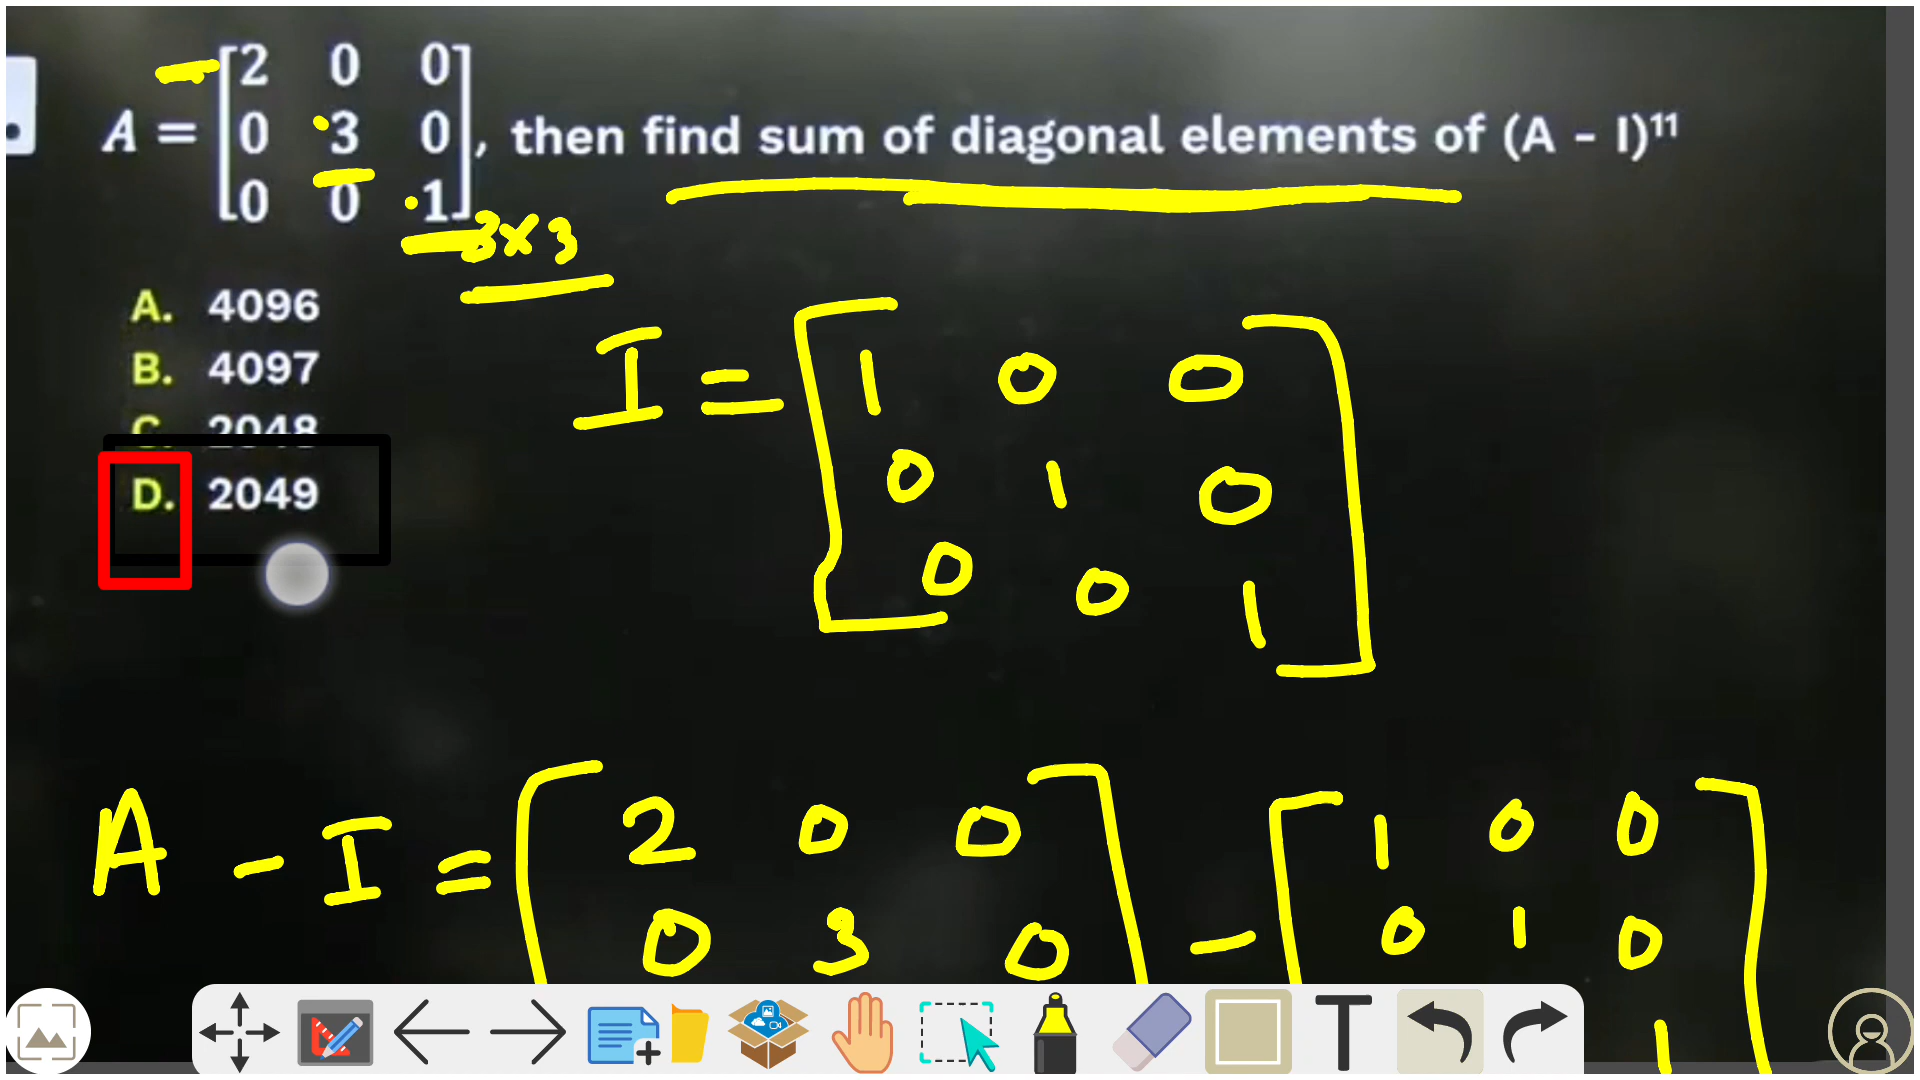 2 0 0
A = 0 3 0 , then find sum of diagonal elements of (A - I)¹¹
0 0 1
3×3
A. 4096
B. 4097
C. 2048
D. 2049
I = 1 0 0
0 1 0
0 0 1
A - I = 2 0 0 - 1 0 0
0 3 0 0 1 0
1
T